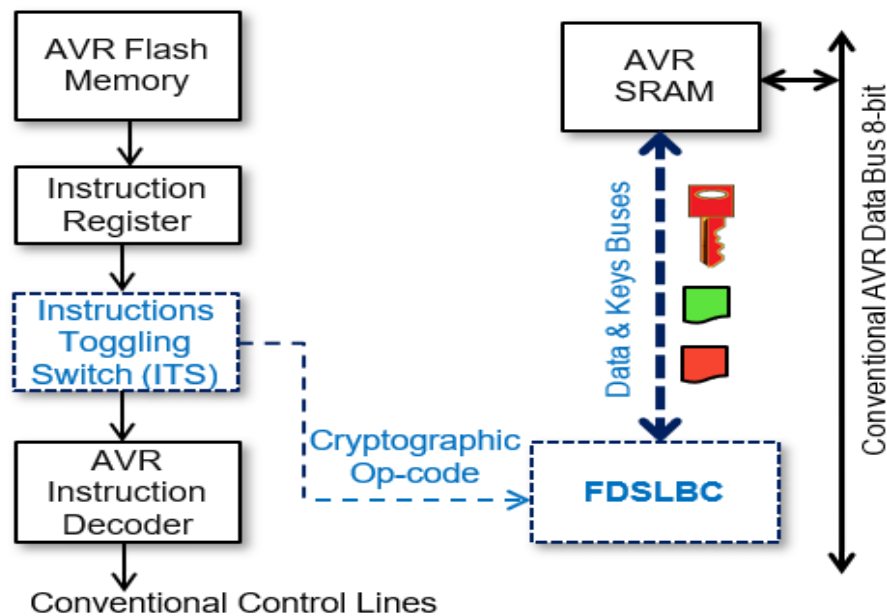 AVR Flash
Memory
Instruction
Register
Instructions
Toggling
Switch (ITS)
AVR
Instruction
Decoder
Conventional Control Lines
Cryptographic
Op-code
AVR
SRAM
Data & Keys Buses
FDSLBC
Conventional AVR Data Bus 8-bit